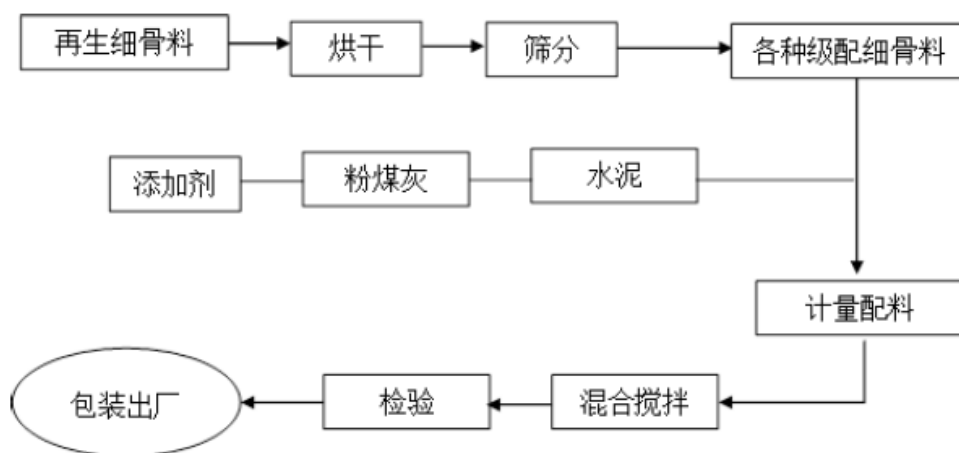 再生细骨料
烘干
筛分
各种级配细骨料
添加剂
粉煤灰
水泥
计量配料
包装出厂
检验
混合搅拌